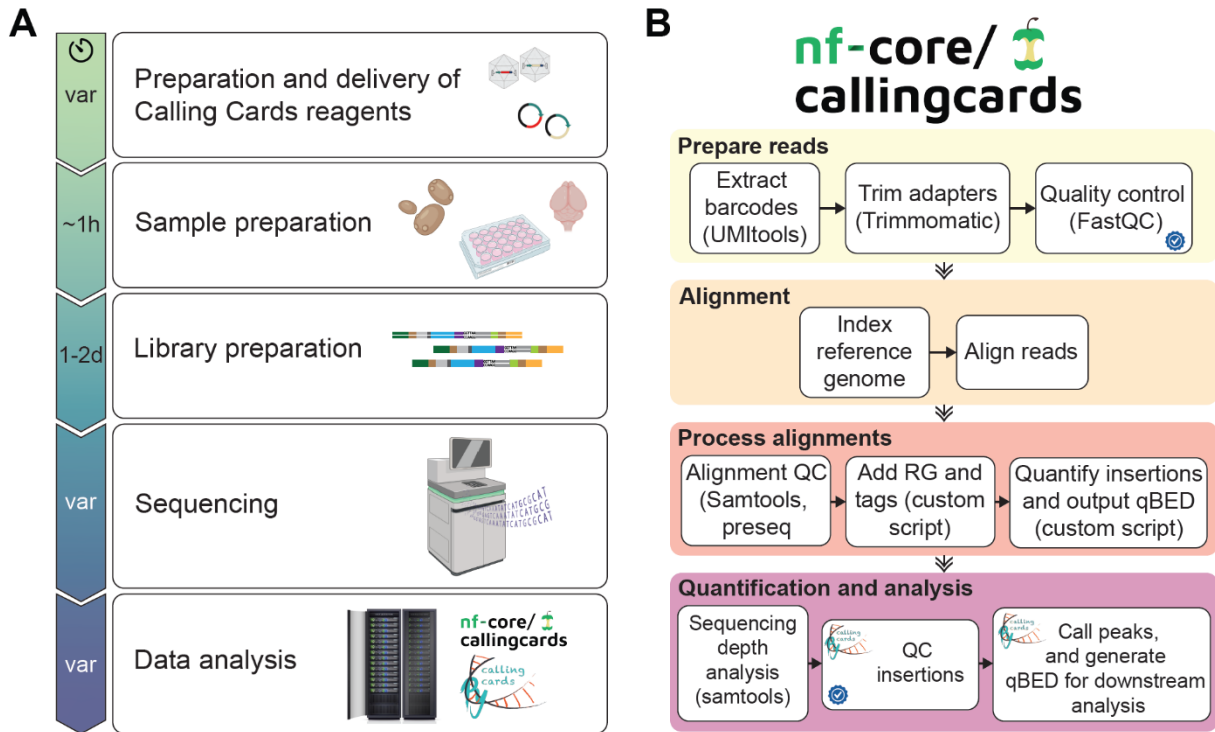 A
var
Preparation and delivery of
Calling Cards reagents
~1h
Sample preparation
1-2d
Library preparation
var
Sequencing
var
Data analysis
nf-core/
callingcards
calling
cards
B
nf-core/
callingcards
Prepare reads
Extract
barcodes
(UMItools)
Trim adapters
(Trimmomatic)
Quality control
(FastQC)
Alignment
Index
reference
genome
Align reads
Process alignments
Alignment QC
(Samtools,
preseq
Add RG and
tags (custom
script)
Quantify insertions
and output qBED
(custom script)
Quantification and analysis
Sequencing
depth
analysis
(samtools)
calling
cards
QC
insertions
calling
cards
Call peaks,
and generate
qBED for downstream
analysis